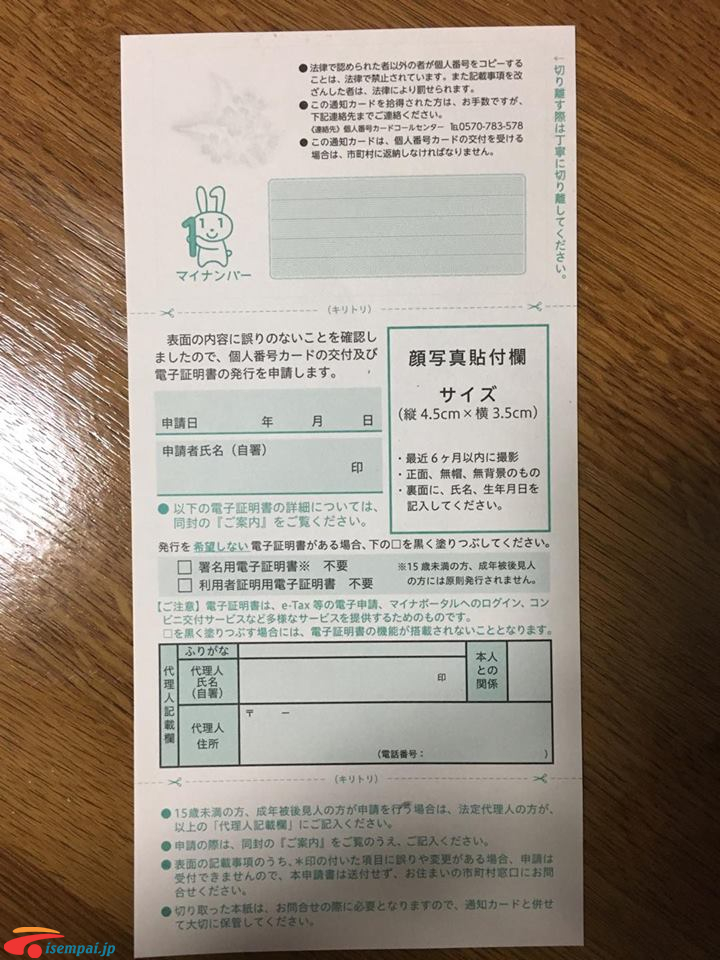 ●法律で認められた者以外の者が個人番号をコピーする
ことは、法律で禁止されています。また記載事項を改
ざんした者は、法律により罰せられます。
●この通知カードを拾得された方は、お手数ですが、
下記連絡先までご連絡ください。
〈連絡先〉個人番号カードコールセンター ℡0570-783-578
●この通知カードは、個人番号カードの交付を受ける
場合は、市町村に返納しなければなりません。
↑切り離す際は丁寧に切り離してください。
1
マイナンバー
（キリトリ）
表面の内容に誤りのないことを確認し
ましたので、個人番号カードの交付及び
電子証明書の発行を申請します。
申請日 年 月 日
申請者氏名（自署）
印
●以下の電子証明書の詳細については、
同封の『ご案内』をご覧ください。
顔写真貼付欄
サイズ
（縦 4.5cm×横 3.5cm）
・最近６ヶ月以内に撮影
・正面、無帽、無背景のもの
・裏面に、氏名、生年月日を
記入してください。
発行を希望しない電子証明書がある場合、下の□を黒く塗りつぶしてください。
□ 署名用電子証明書※ 不要
□ 利用者証明用電子証明書 不要
※15 歳未満の方、成年被後見人
の方には原則発行されません。
【ご注意】電子証明書は、e-Tax 等の電子申請、マイナポータルへのログイン、コン
ビニ交付サービスなど多様なサービスを提供するためのものです。
□を黒く塗りつぶす場合には、電子証明書の機能が搭載されないこととなります。
代理人記載欄
ふりがな
代理人
氏名
（自署）
印
本人
との
関係
代理人
住所
〒 －
（電話番号： ）
（キリトリ）
●15歳未満の方、成年被後見人の方が申請を行う場合は、法定代理人の方が、
以上の「代理人記載欄」にご記入ください。
●申請の際は、同封の『ご案内』をご覧のうえ、ご記入ください。
●表面の記載事項のうち、＊印の付いた項目に誤りや変更がある場合、申請は
受付できませんので、本申請書は送付せず、お住まいの市町村窓口にお問
合せください。
●切り取った本紙は、お問合せの際に必要となりますので、通知カードと併せ
て大切に保管してください。
isempai.jp